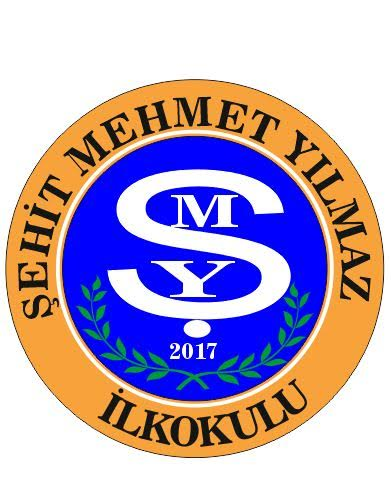 ŞEHİT MEHMET YILMAZ
Ş
M
Y
2017
İLKOKULU